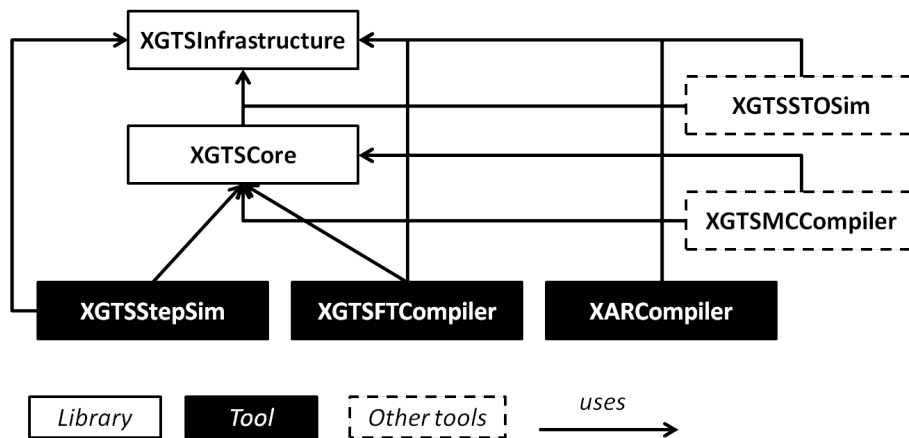 XGTSInfrastructure
XGTSSTOSim
XGTSCore
XGTSMCCompiler
XGTSStepSim
XGTSFTCompiler
XARCompiler
Library
Tool
Other tools
uses